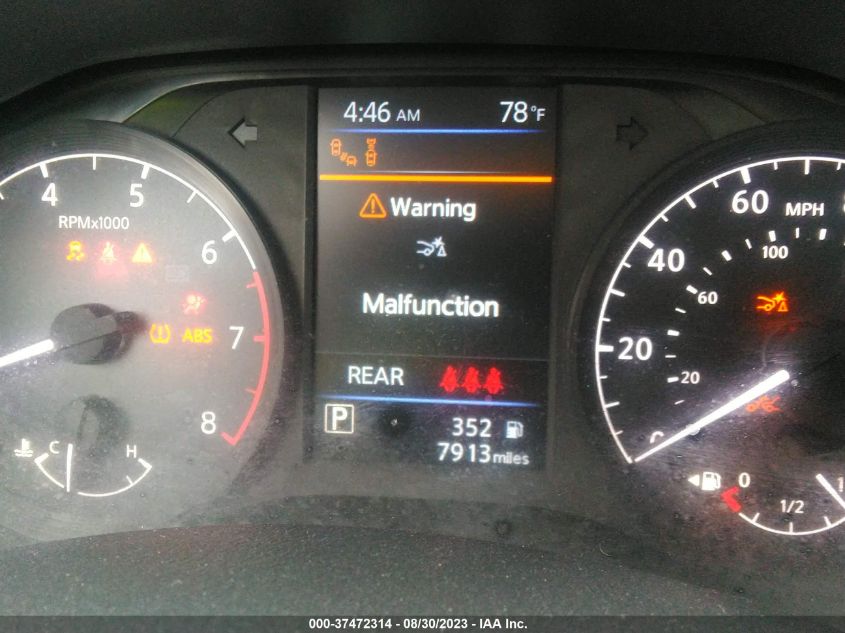 4:46 AM 78°F
Warning
Malfunction
REAR
P
352
7913 miles
4 5 6 7 8
RPMx1000
ABS
C H
20 40 60
MPH
20 60 100
0 1/2 1
000-37472314 - 08/30/2023 - IAA Inc.